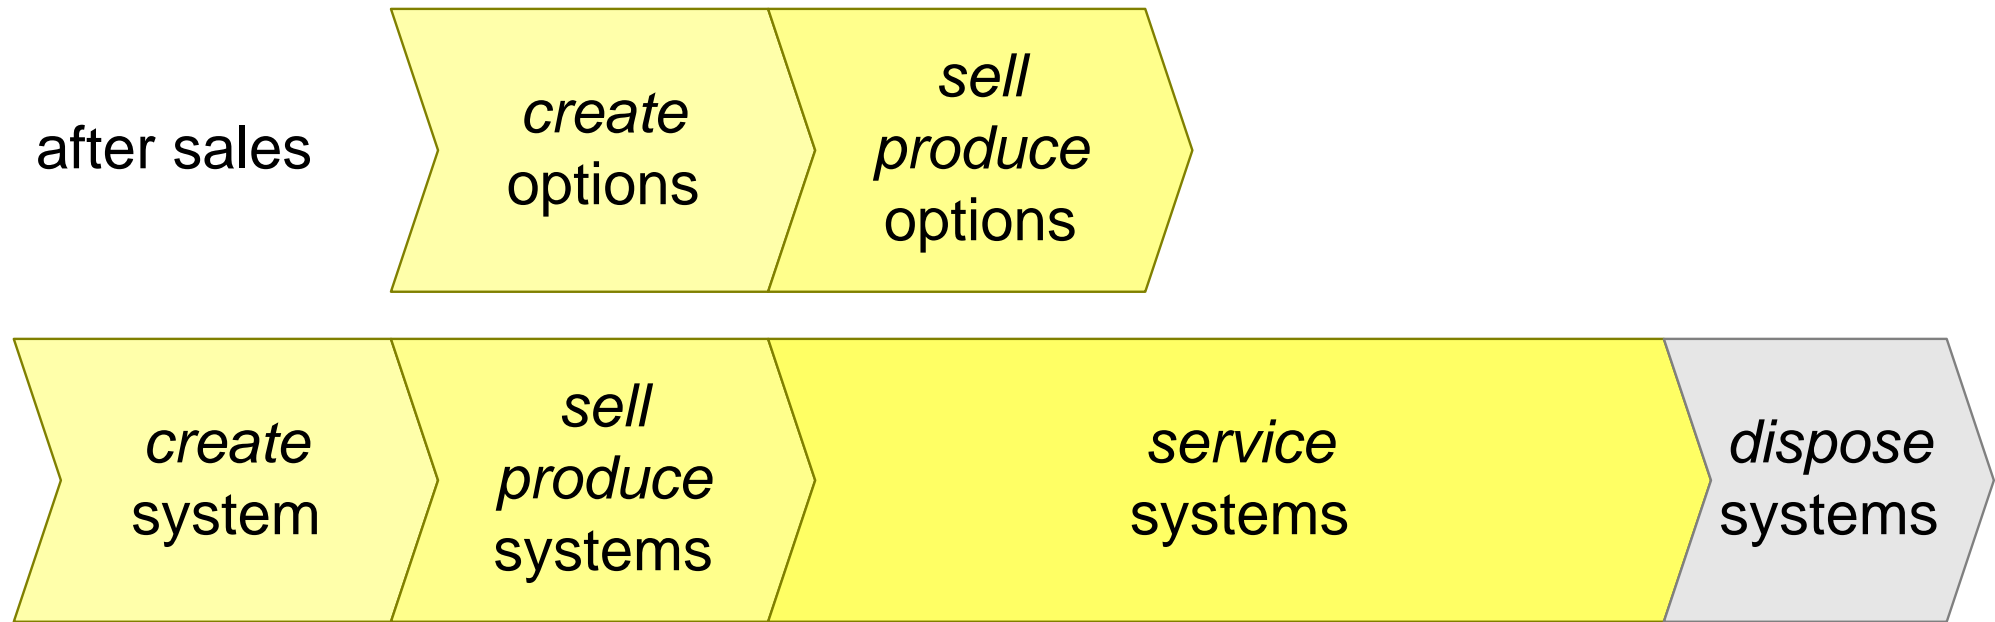 after sales
create
options
sell
produce
options
create
system
sell
produce
systems
service
systems
dispose
systems